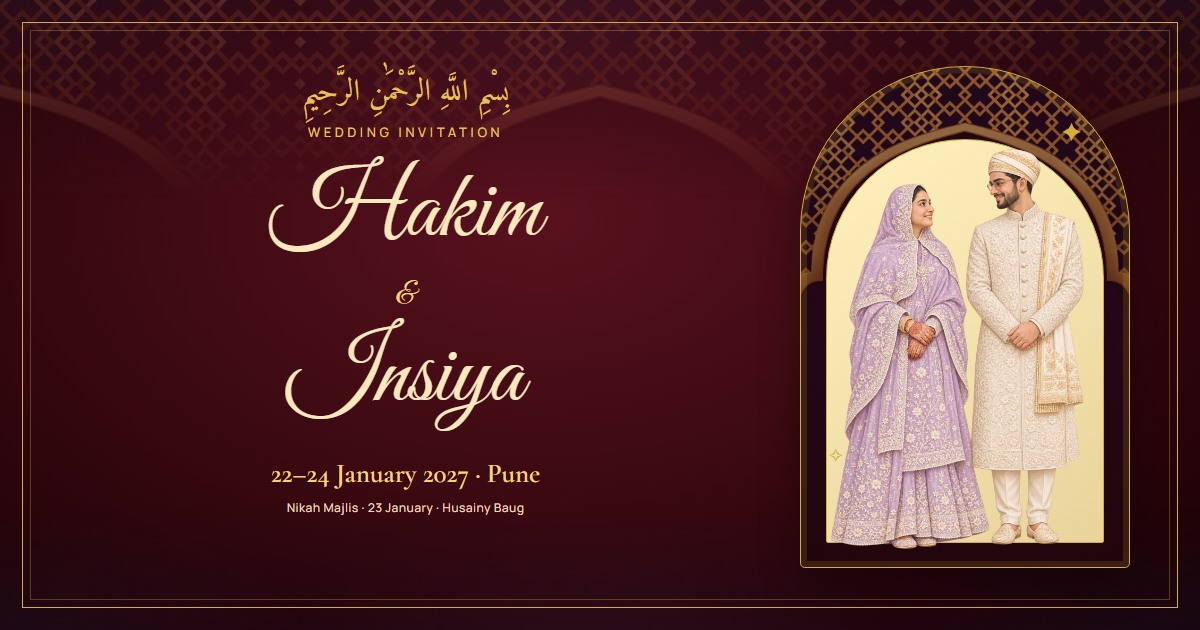 بِسْمِ اللَّهِ الرَّحْمَٰنِ الرَّحِيمِ
WEDDING INVITATION
Hakim
&
Insiya
22–24 January 2027 · Pune
Nikah Majlis · 23 January · Husainy Baug